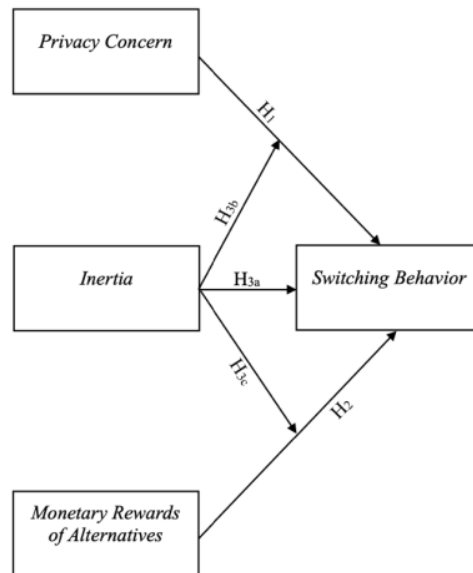 Privacy Concern
H1
H3b
Inertia
H3a
Switching Behavior
H3c
H2
Monetary Rewards
of Alternatives